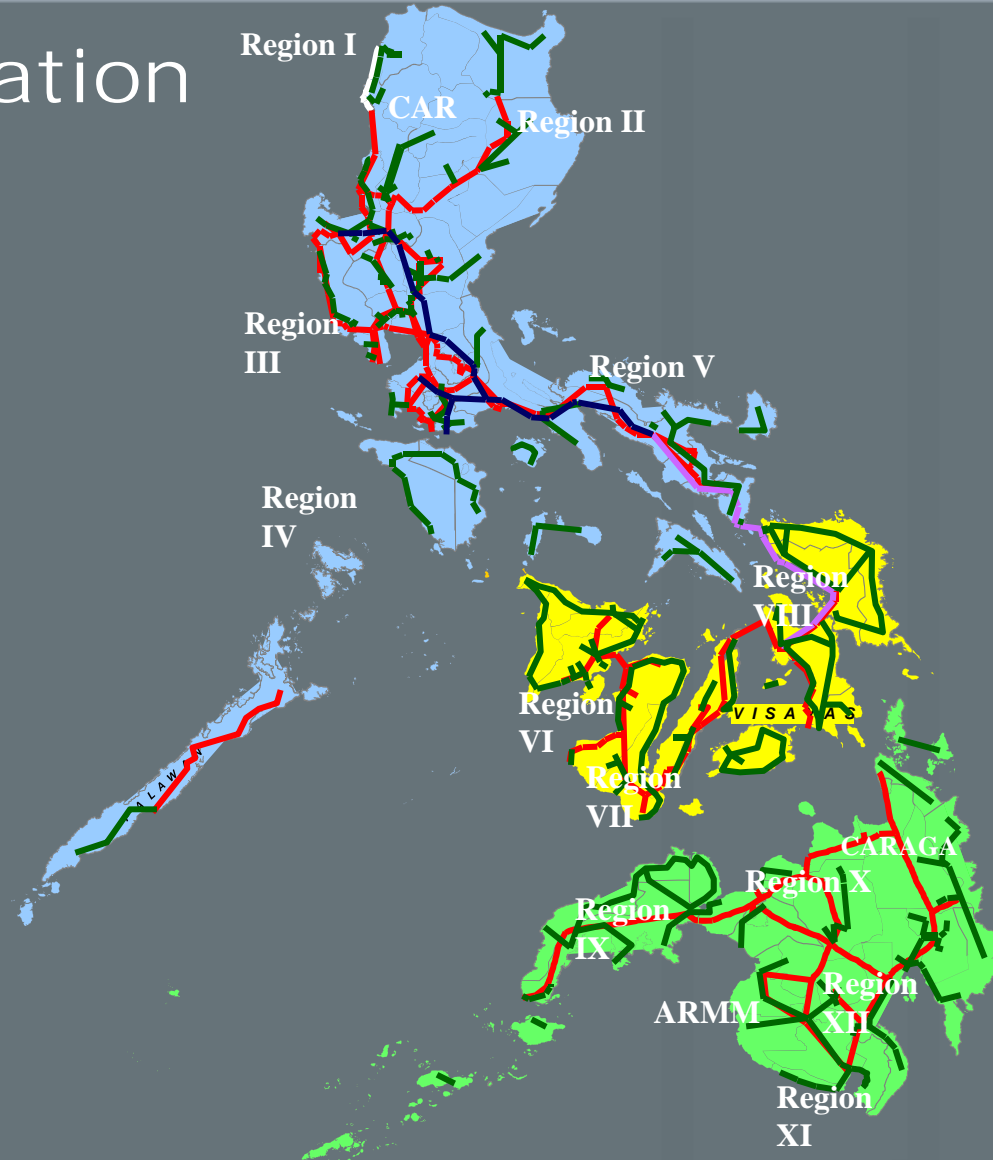 ation
Region I
CAR
Region II
Region
III
Region V
Region
IV
Region
VIII
Region
VI
VISAYAS
Region
VII
CARAGA
Region X
Region
IX
Region
XII
ARMM
Region
XI